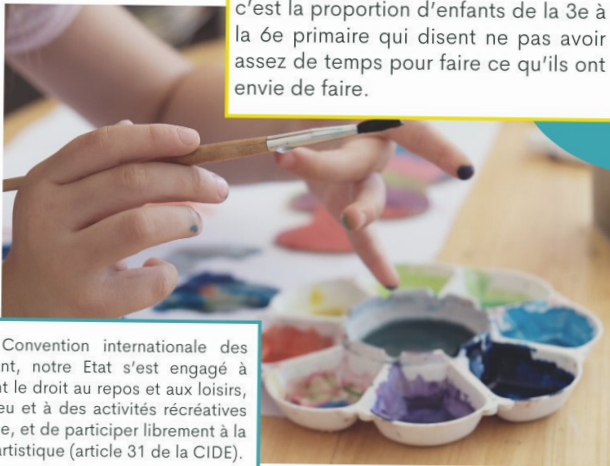 c'est la proportion d'enfants de la 3e à
la 6e primaire qui disent ne pas avoir
assez de temps pour faire ce qu'ils ont
envie de faire.
Convention internationale des
nt, notre Etat s'est engagé à
nt le droit au repos et aux loisirs,
eu et à des activités récréatives
e, et de participer librement à la
artistique (article 31 de la CIDE).